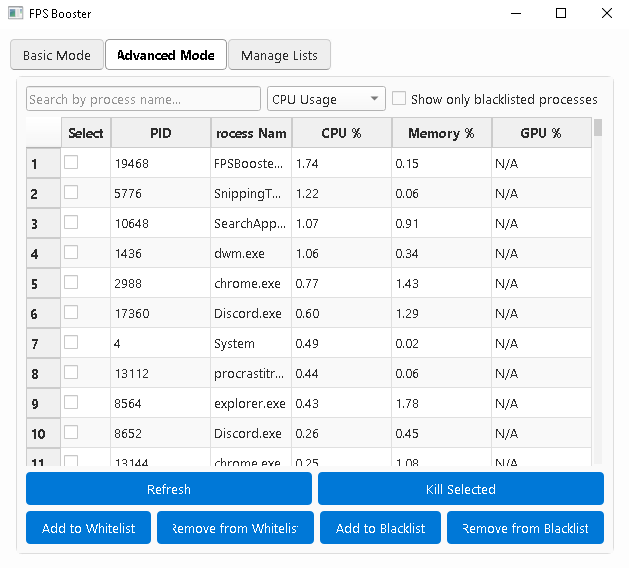 FPS Booster
Basic Mode Advanced Mode Manage Lists
Search by process name... CPU Usage Show only blacklisted processes
Select PID rocess Nam CPU % Memory % GPU %
1 19468 FPSBooste... 1.74 0.15 N/A
2 5776 SnippingT... 1.22 0.06 N/A
3 10648 SearchApp... 1.07 0.91 N/A
4 1436 dwm.exe 1.06 0.34 N/A
5 2988 chrome.exe 0.77 1.43 N/A
6 17360 Discord.exe 0.60 1.29 N/A
7 4 System 0.49 0.02 N/A
8 13112 procrastitr... 0.44 0.06 N/A
9 8564 explorer.exe 0.43 1.78 N/A
10 8652 Discord.exe 0.26 0.45 N/A
11 13144 chrome.exe 0.25 1.08 N/A
Refresh Kill Selected
Add to Whitelist Remove from Whitelist Add to Blacklist Remove from Blacklist